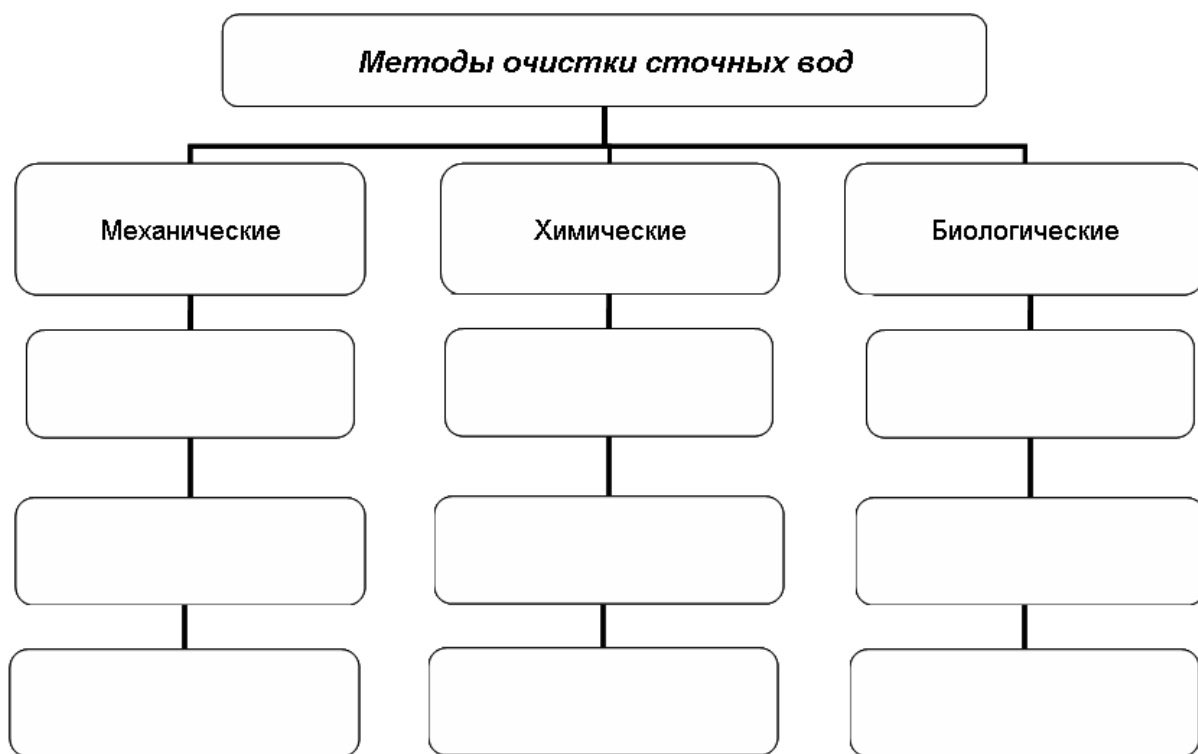 Методы очистки сточных вод
Механические
Химические
Биологические